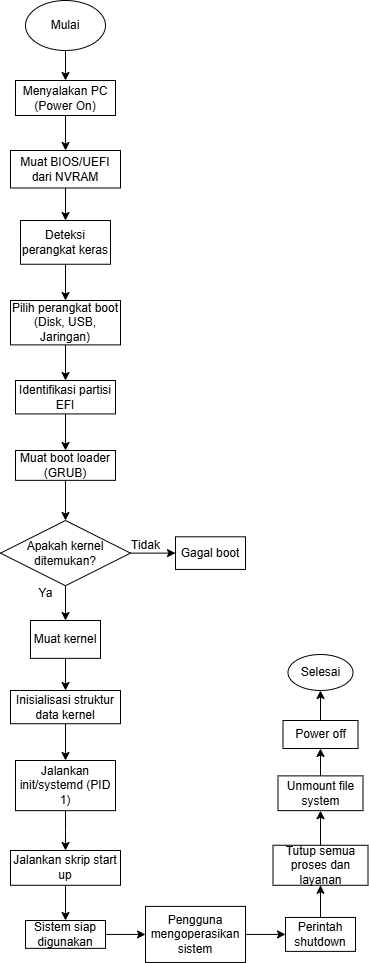 Mulai
Menyalakan PC
(Power On)
Muat BIOS/UEFI
dari NVRAM
Deteksi
perangkat keras
Pilih perangkat boot
(Disk, USB,
Jaringan)
Identifikasi partisi
EFI
Muat boot loader
(GRUB)
Apakah kernel
ditemukan?
Tidak
Gagal boot
Ya
Muat kernel
Inisialisasi struktur
data kernel
Jalankan
init/systemd (PID
1)
Jalankan skrip start
up
Sistem siap
digunakan
Pengguna
mengoperasikan
sistem
Perintah
shutdown
Tutup semua
proses dan
layanan
Unmount file
system
Power off
Selesai